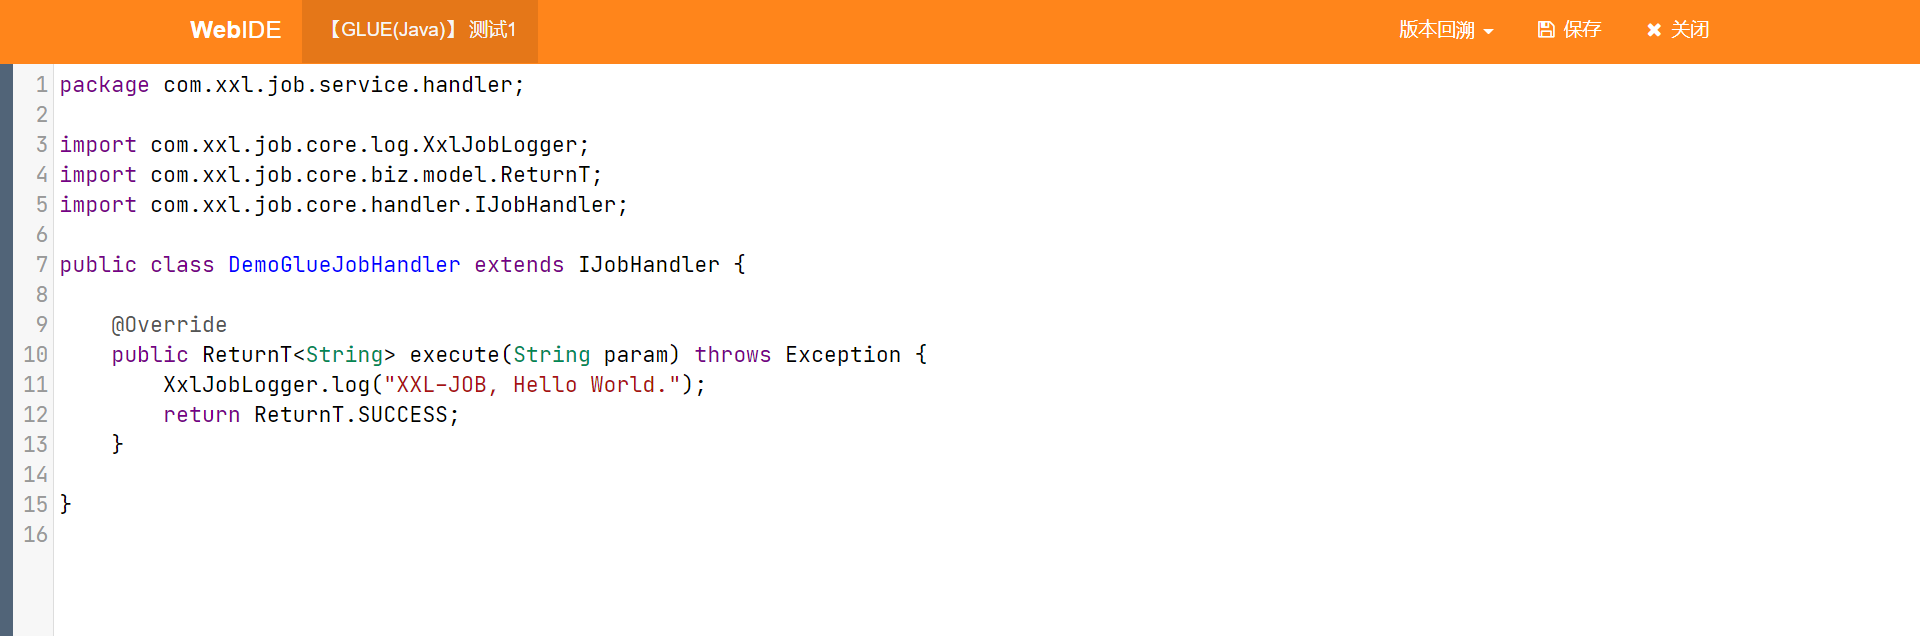 WebIDE 【GLUE(Java)】 测试1 版本回溯 保存 关闭
1 package com.xxl.job.service.handler;
2
3 import com.xxl.job.core.log.XxlJobLogger;
4 import com.xxl.job.core.biz.model.ReturnT;
5 import com.xxl.job.core.handler.IJobHandler;
6
7 public class DemoGlueJobHandler extends IJobHandler {
8
9     @Override
10     public ReturnT<String> execute(String param) throws Exception {
11         XxlJobLogger.log("XXL-JOB, Hello World.");
12         return ReturnT.SUCCESS;
13     }
14
15 }
16